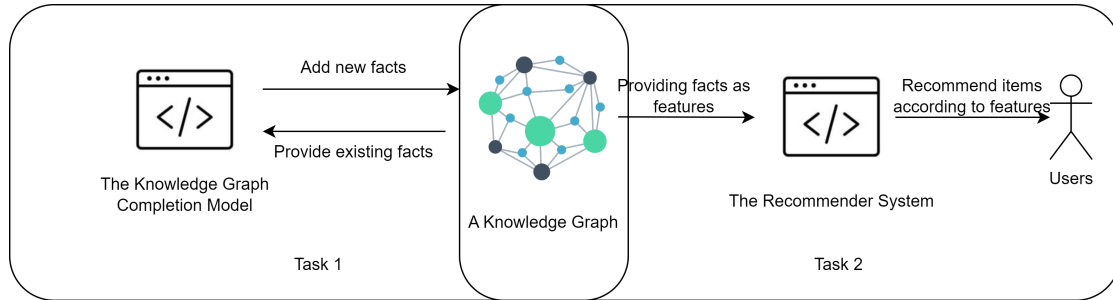 Add new facts
Provide existing facts
The Knowledge Graph
Completion Model
Task 1
A Knowledge Graph
Providing facts as
features
The Recommender System
Recommend items
according to features
Users
Task 2